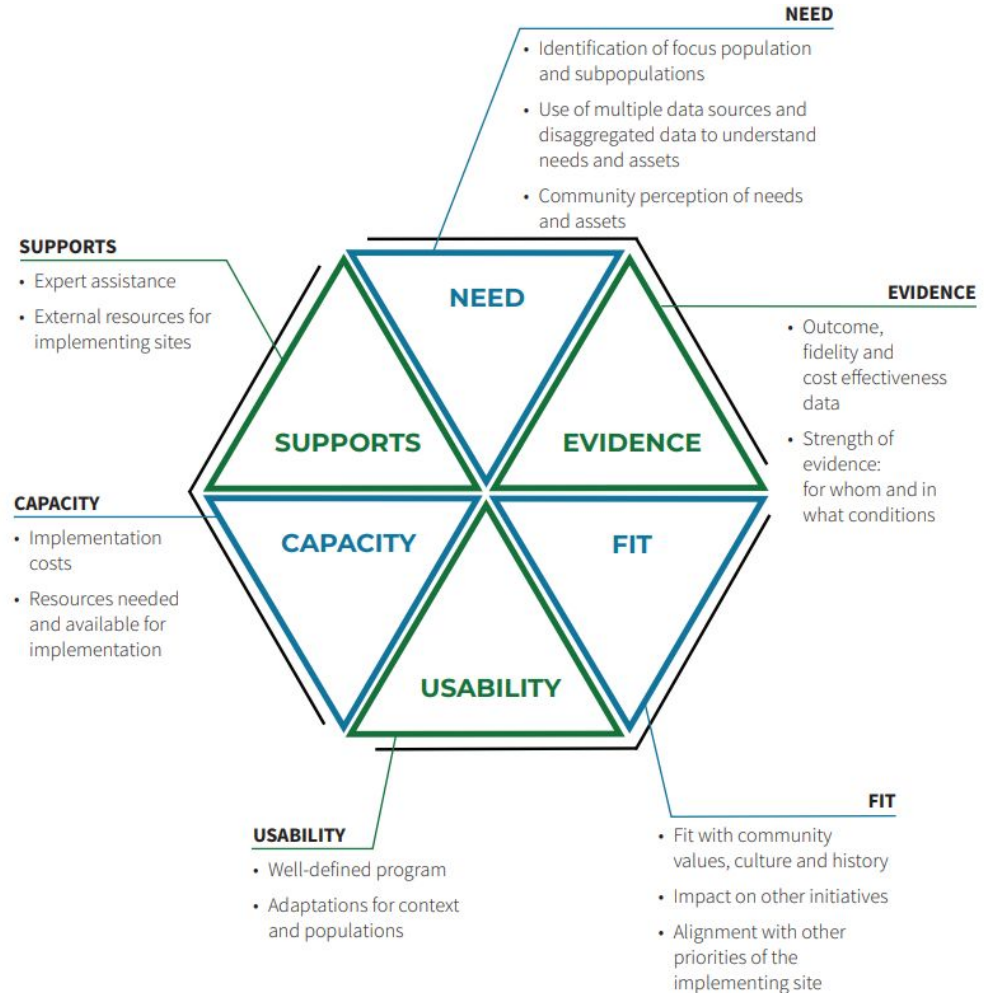 NEED
• Identification of focus population
and subpopulations
• Use of multiple data sources and
disaggregated data to understand
needs and assets
• Community perception of needs
and assets
SUPPORTS
• Expert assistance
• External resources for
implementing sites
EVIDENCE
• Outcome,
fidelity and
cost effectiveness
data
• Strength of
evidence:
for whom and in
what conditions
NEED
SUPPORTS
EVIDENCE
CAPACITY
FIT
USABILITY
CAPACITY
• Implementation
costs
• Resources needed
and available for
implementation
USABILITY
• Well-defined program
• Adaptations for context
and populations
FIT
• Fit with community
values, culture and history
• Impact on other initiatives
• Alignment with other
priorities of the
implementing site